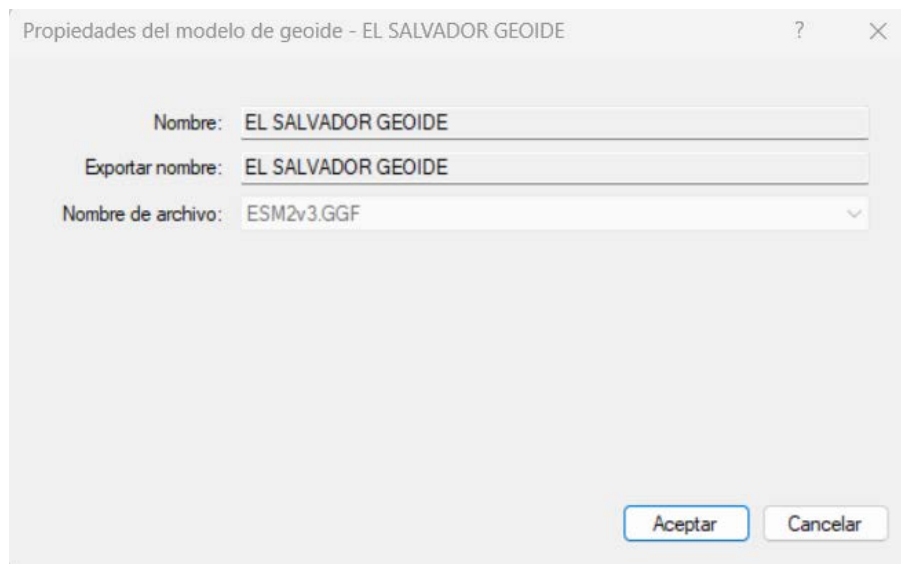 Propiedades del modelo de geoide - EL SALVADOR GEOIDE ?
Nombre: EL SALVADOR GEOIDE
Exportar nombre: EL SALVADOR GEOIDE
Nombre de archivo: ESM2v3.GGF
Aceptar Cancelar